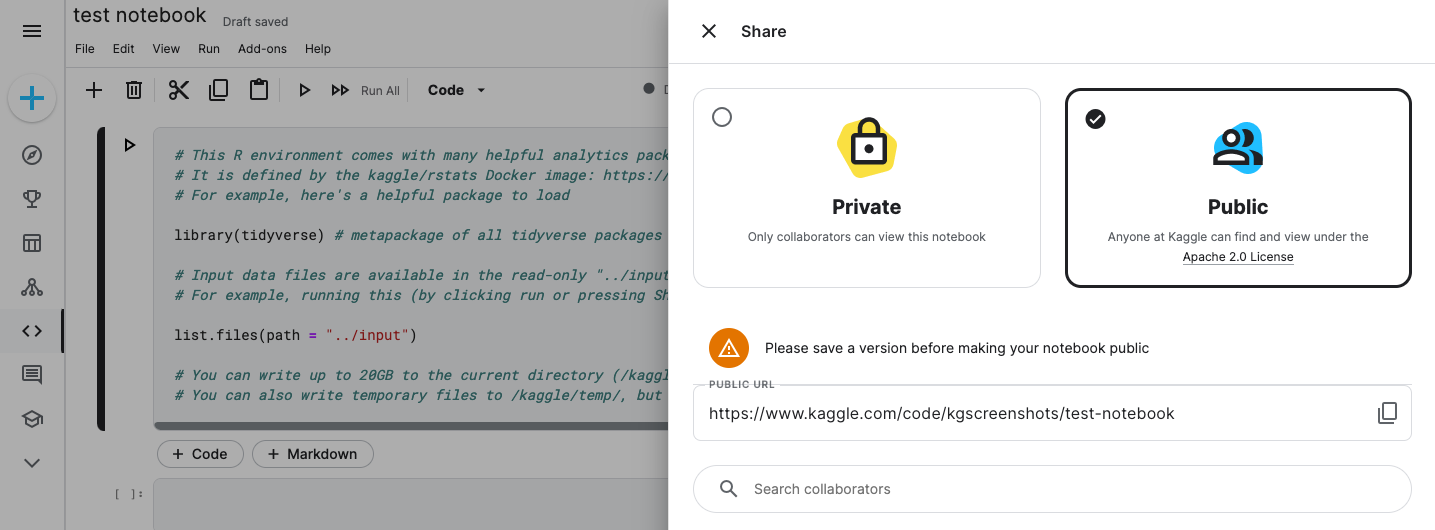 test notebook
Draft saved
File Edit View Run Add-ons Help
Run All
Code
# This R environment comes with many helpful analytics pack
# It is defined by the kaggle/rstats Docker image: https://
# For example, here's a helpful package to load
library(tidyverse) # metapackage of all tidyverse packages
# Input data files are available in the read-only "../input
# For example, running this (by clicking run or pressing Sh
list.files(path = "../input")
# You can write up to 20GB to the current directory (/kaggl
# You can also write temporary files to /kaggle/temp/, but
+ Code
+ Markdown
[ ]:
Share
Private
Only collaborators can view this notebook
Public
Anyone at Kaggle can find and view under the
Apache 2.0 License
Please save a version before making your notebook public
PUBLIC URL
https://www.kaggle.com/code/kgscreenshots/test-notebook
Search collaborators